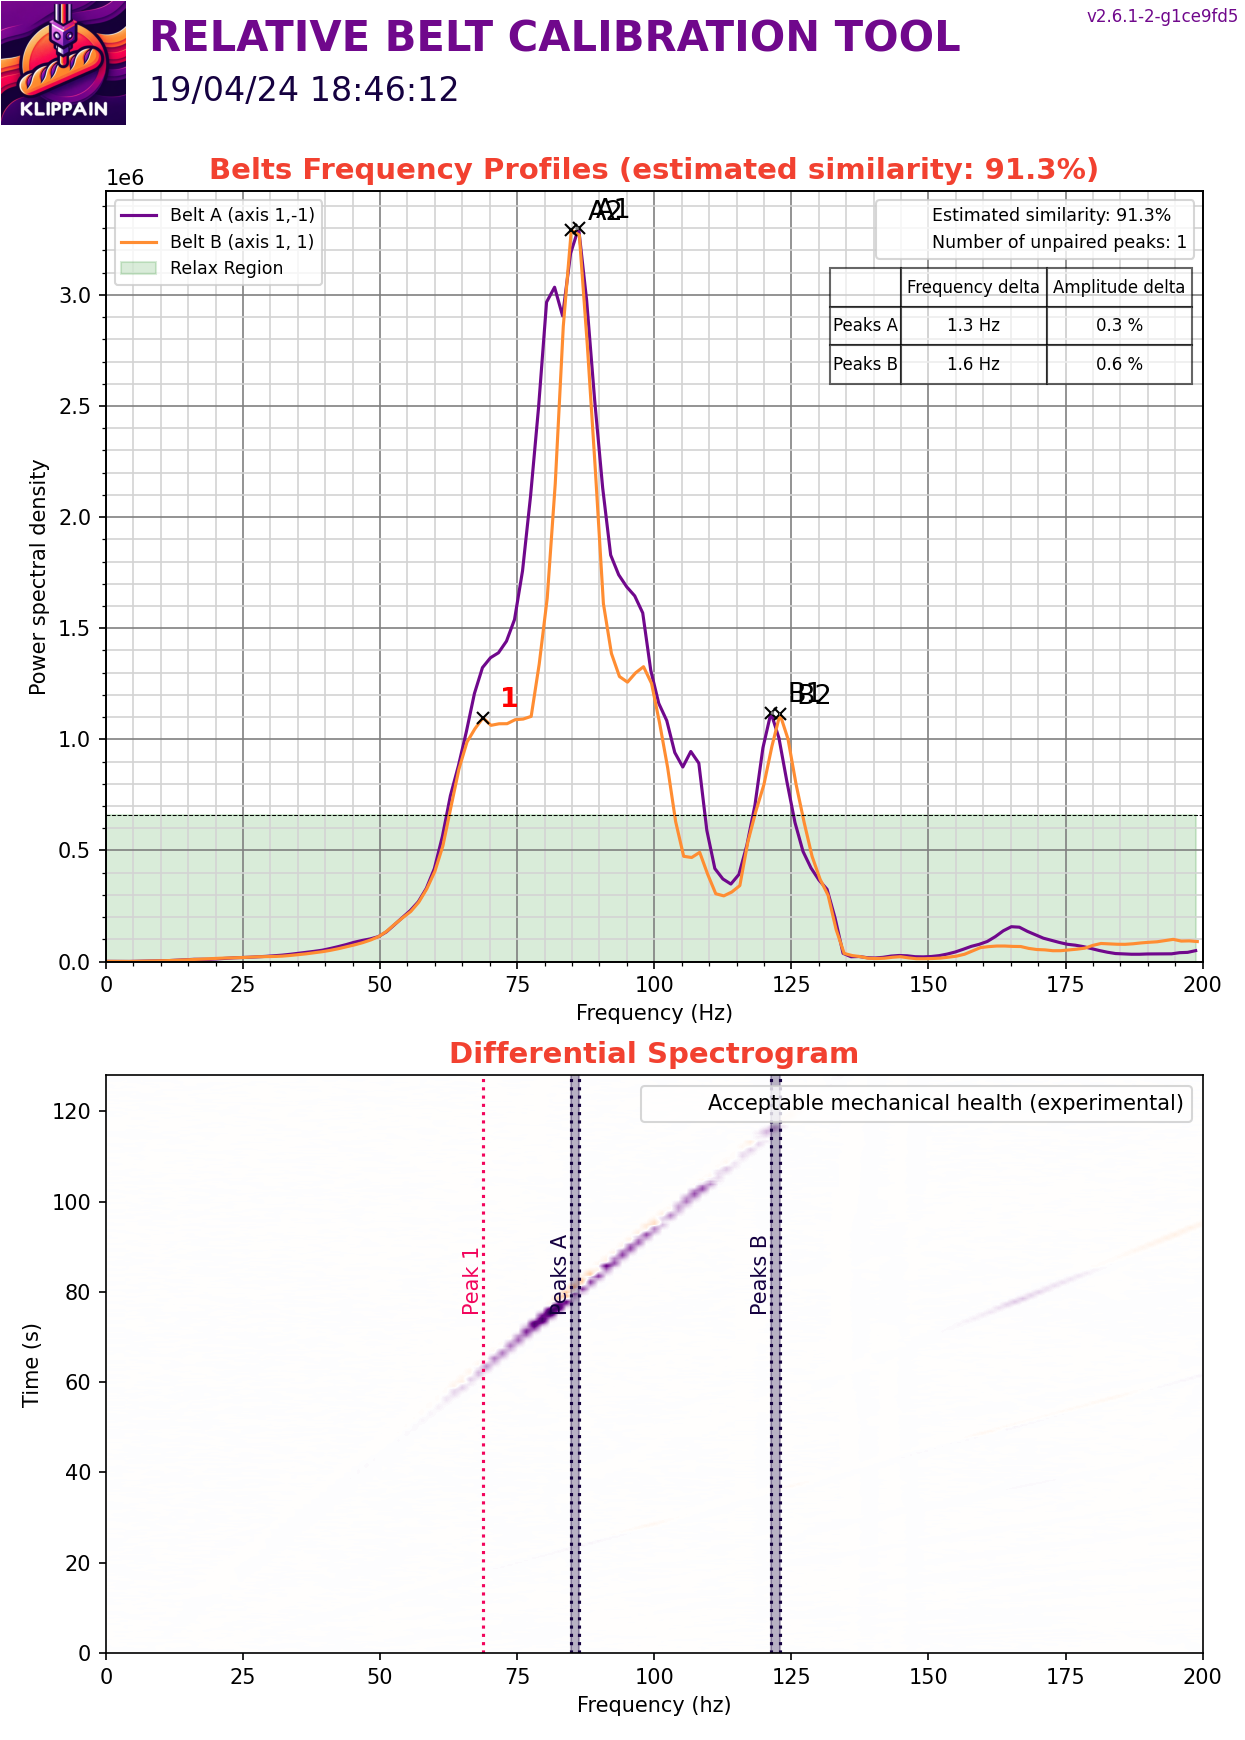 KLIPPAIN
RELATIVE BELT CALIBRATION TOOL
19/04/24 18:46:12
v2.6.1-2-g1ce9fd5
Belts Frequency Profiles (estimated similarity: 91.3%)
1e6
Belt A (axis 1,-1)
Belt B (axis 1, 1)
Relax Region
A2
A1
Estimated similarity: 91.3%
Number of unpaired peaks: 1
Frequency delta Amplitude delta
Peaks A 1.3 Hz 0.3 %
Peaks B 1.6 Hz 0.6 %
1
B1
B2
Power spectral density
3.0
2.5
2.0
1.5
1.0
0.5
0.0
0 25 50 75 100 125 150 175 200
Frequency (Hz)
Differential Spectrogram
Acceptable mechanical health (experimental)
Peak 1
Peaks A
Peaks B
Time (s)
120
100
80
60
40
20
0
0 25 50 75 100 125 150 175 200
Frequency (hz)